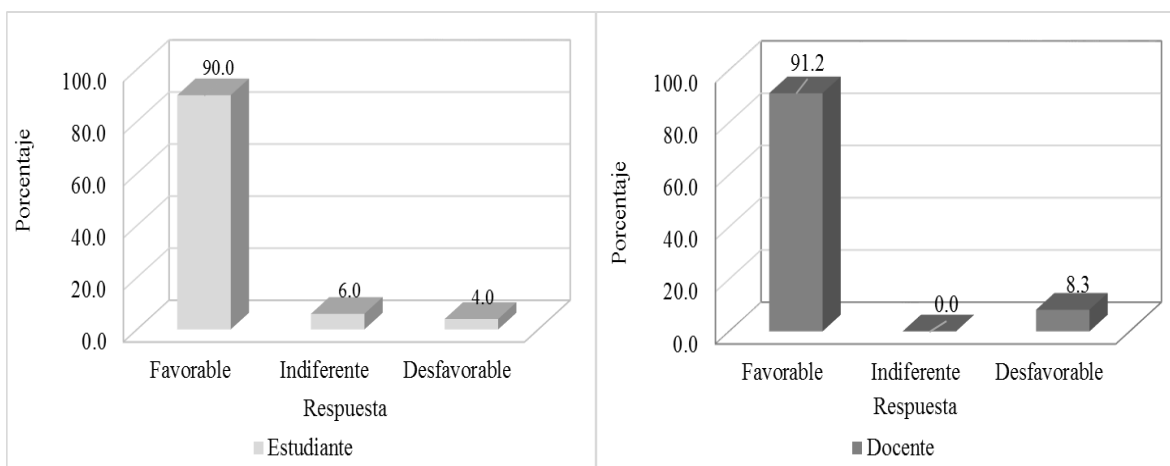 Porcentaje
100.0
80.0
60.0
40.0
20.0
0.0
90.0
6.0
4.0
Favorable Indiferente Desfavorable
Respuesta
Estudiante
Porcentaje
100.0
80.0
60.0
40.0
20.0
0.0
91.2
0.0
8.3
Favorable Indiferente Desfavorable
Respuesta
Docente